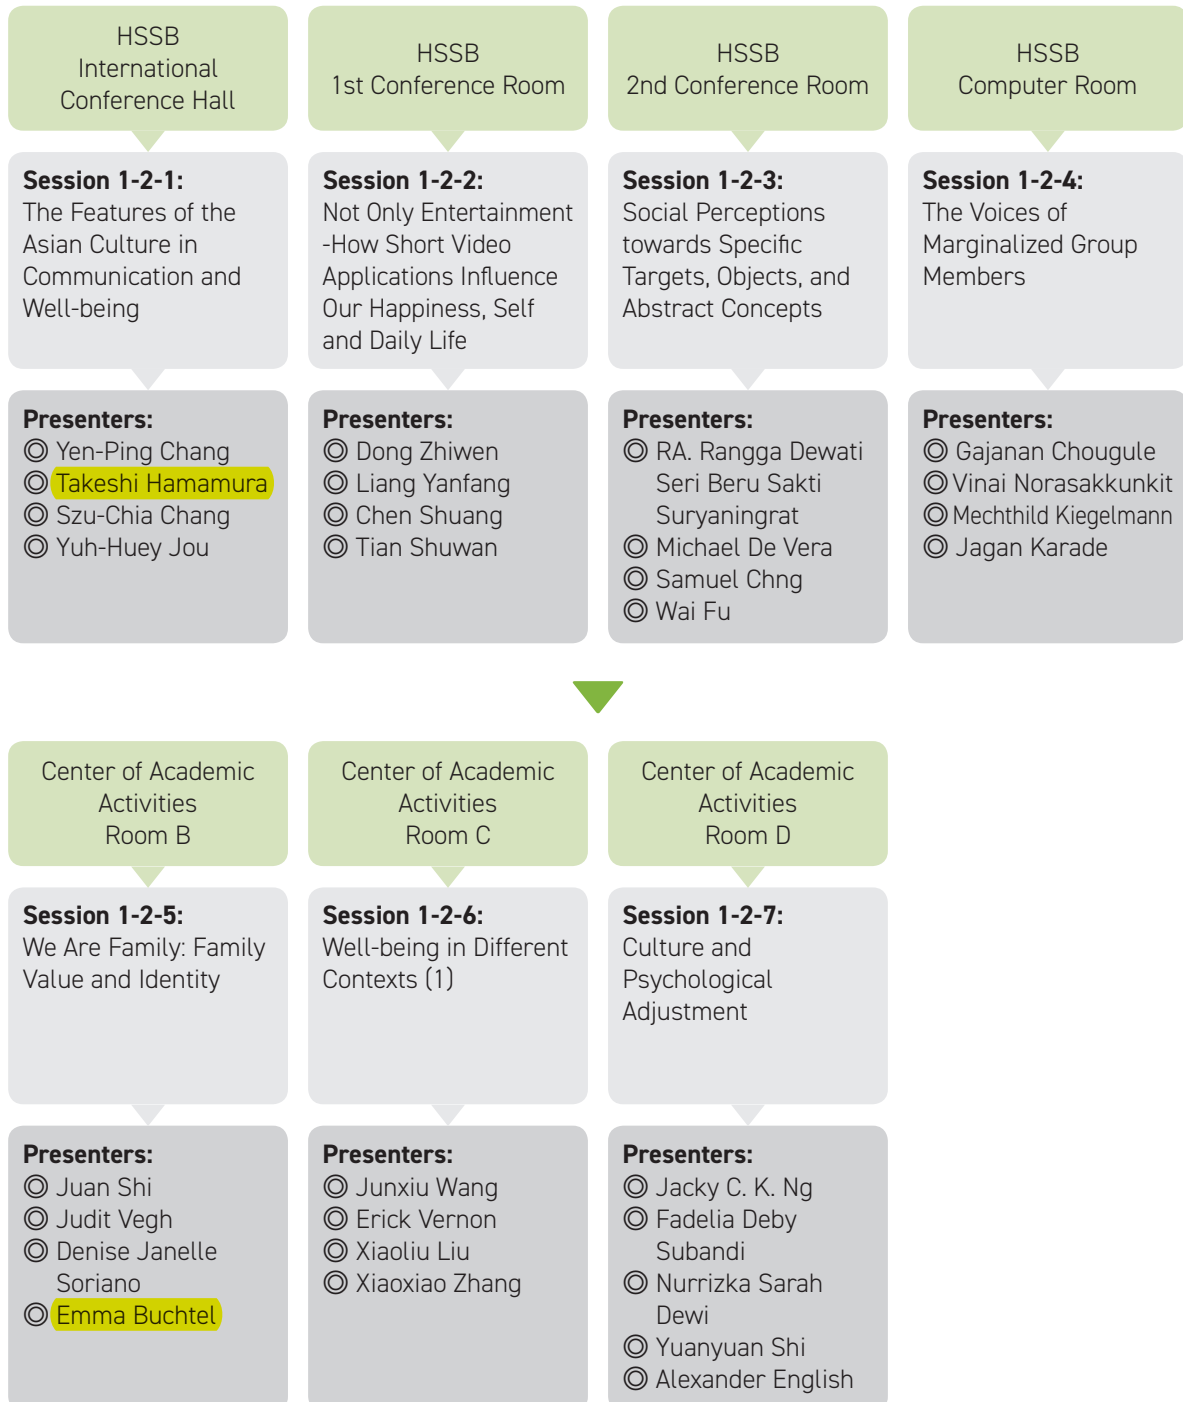 HSSB
International
Conference Hall
Session 1-2-1:
The Features of the
Asian Culture in
Communication and
Well-being
Presenters:
◎ Yen-Ping Chang
◎ Takeshi Hamamura
◎ Szu-Chia Chang
◎ Yuh-Huey Jou
HSSB
1st Conference Room
Session 1-2-2:
Not Only Entertainment
-How Short Video
Applications Influence
Our Happiness, Self
and Daily Life
Presenters:
◎ Dong Zhiwen
◎ Liang Yanfang
◎ Chen Shuang
◎ Tian Shuwan
HSSB
2nd Conference Room
Session 1-2-3:
Social Perceptions
towards Specific
Targets, Objects, and
Abstract Concepts
Presenters:
◎ RA. Rangga Dewati
Seri Beru Sakti
Suryaningrat
◎ Michael De Vera
◎ Samuel Chng
◎ Wai Fu
HSSB
Computer Room
Session 1-2-4:
The Voices of
Marginalized Group
Members
Presenters:
◎ Gajanan Chougule
◎ Vinai Norasakkunkit
◎ Mechthild Kiegelmann
◎ Jagan Karade
Center of Academic
Activities
Room B
Session 1-2-5:
We Are Family: Family
Value and Identity
Presenters:
◎ Juan Shi
◎ Judit Vegh
◎ Denise Janelle
Soriano
◎ Emma Buchtel
Center of Academic
Activities
Room C
Session 1-2-6:
Well-being in Different
Contexts (1)
Presenters:
◎ Junxiu Wang
◎ Erick Vernon
◎ Xiaoliu Liu
◎ Xiaoxiao Zhang
Center of Academic
Activities
Room D
Session 1-2-7:
Culture and
Psychological
Adjustment
Presenters:
◎ Jacky C. K. Ng
◎ Fadelia Deby
Subandi
◎ Nurrizka Sarah
Dewi
◎ Yuanyuan Shi
◎ Alexander English